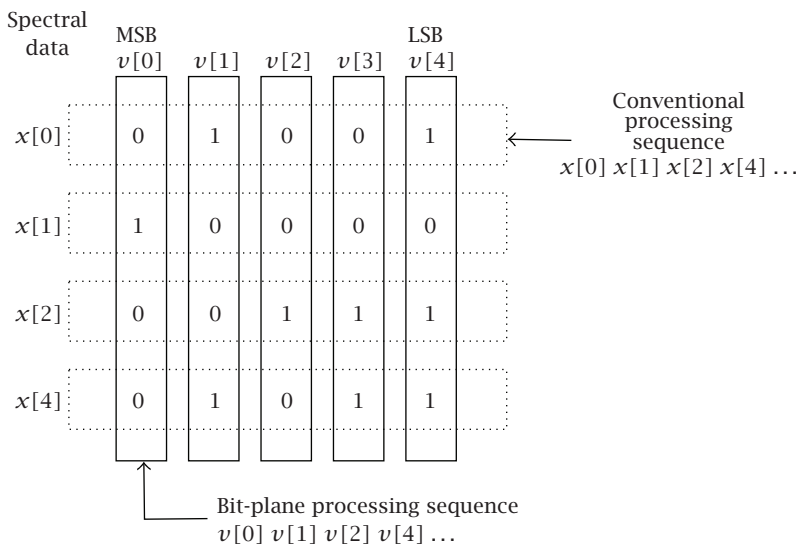 Spectral
data
MSB
LSB
v[0] v[1] v[2] v[3] v[4]
x[0] 0 1 0 0 1
x[1] 1 0 0 0 0
x[2] 0 0 1 1 1
x[4] 0 1 0 1 1
Conventional
processing
sequence
x[0] x[1] x[2] x[4] ...
Bit-plane processing sequence
v[0] v[1] v[2] v[4] ...